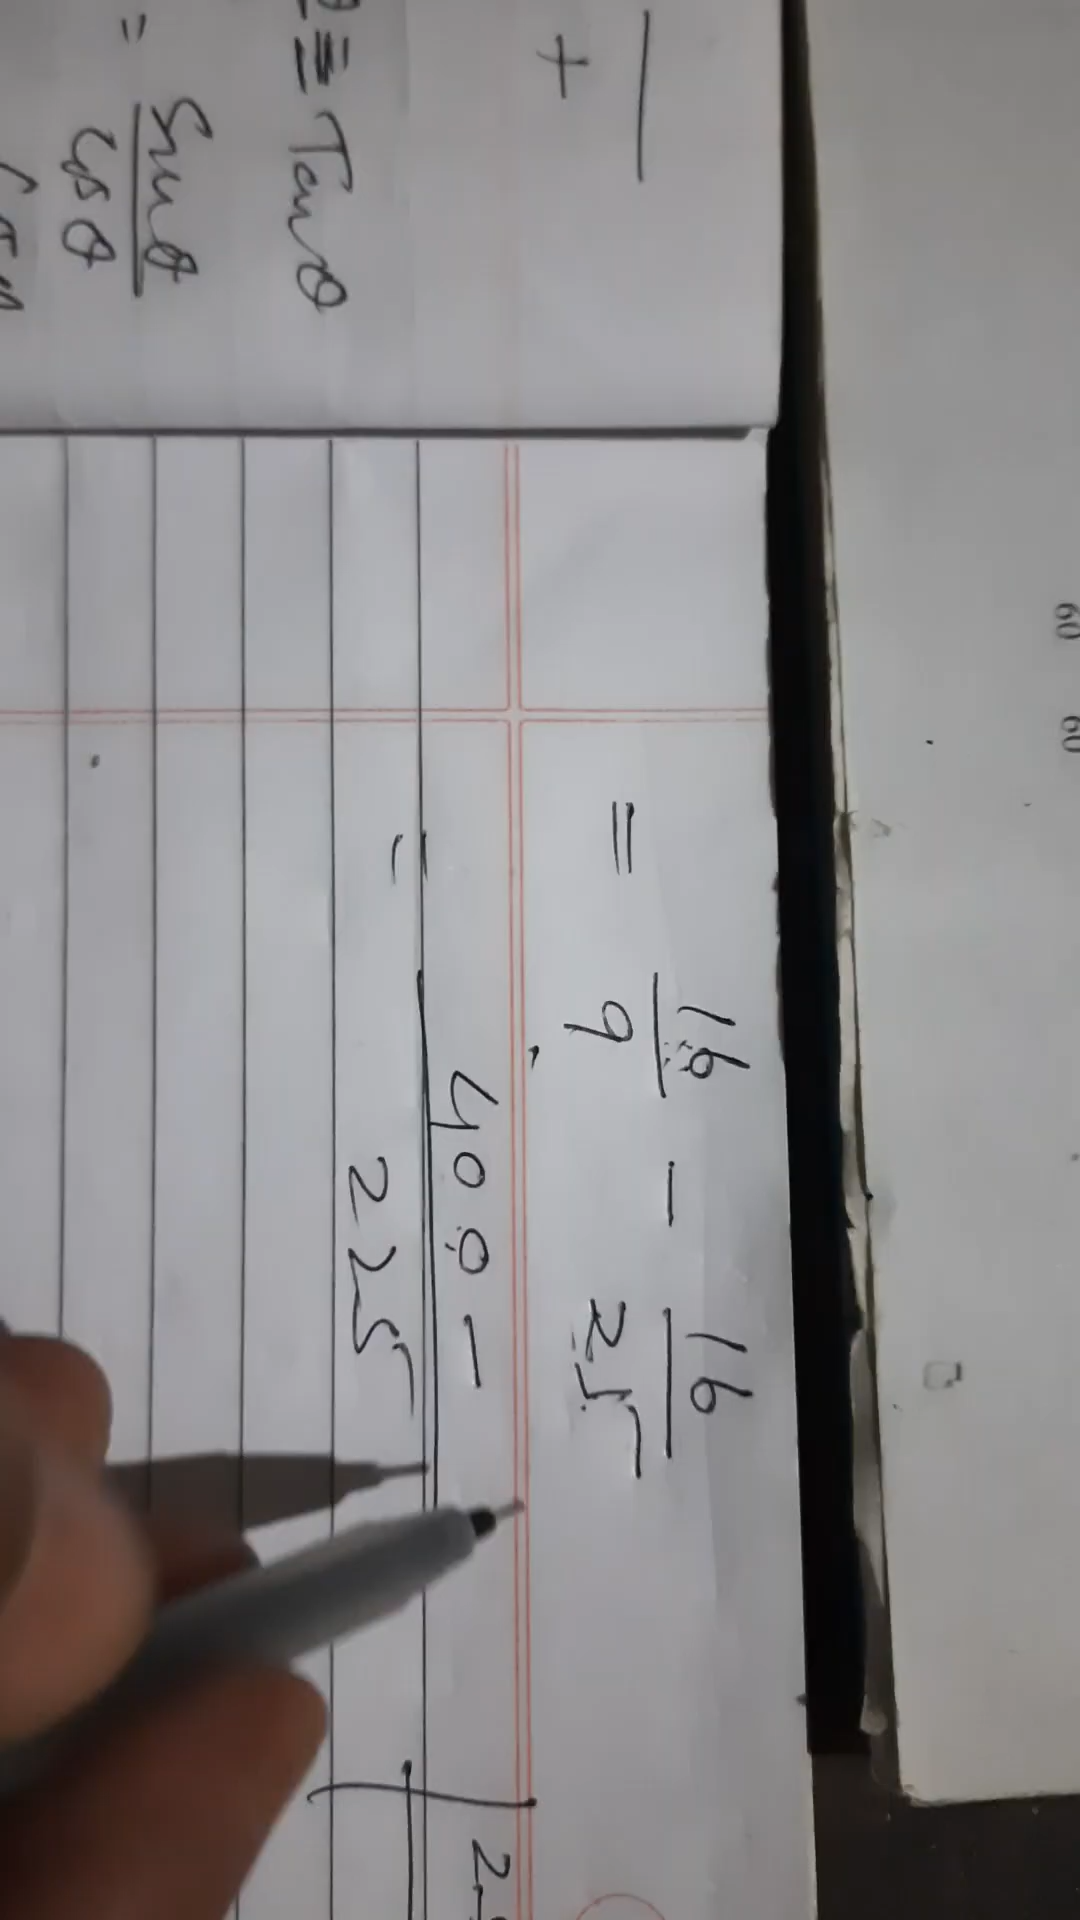 +
≡ Tanθ
= Sinθ
cosθ
= 16/9 - 16/25
= 400 -
225
60 60